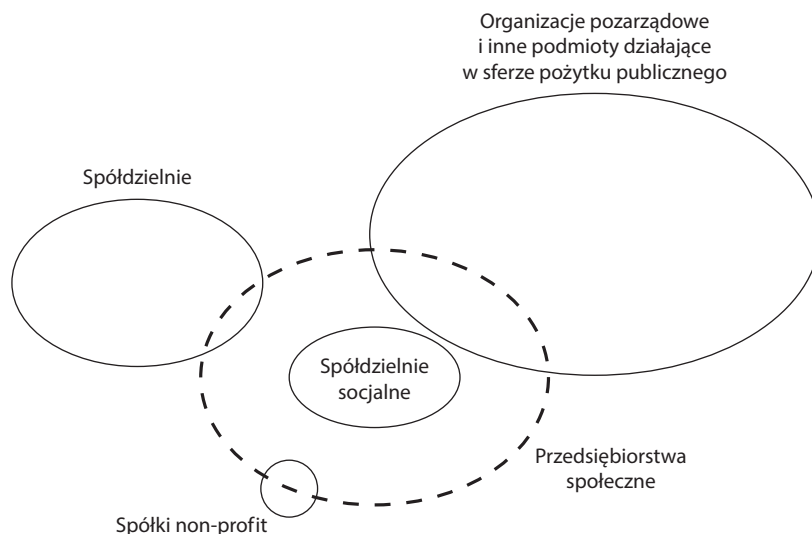 Organizacje pozarządowe
i inne podmioty działające
w sferze pożytku publicznego
Spółdzielnie
Spółdzielnie
socjalne
Przedsiębiorstwa
społeczne
Spółki non-profit